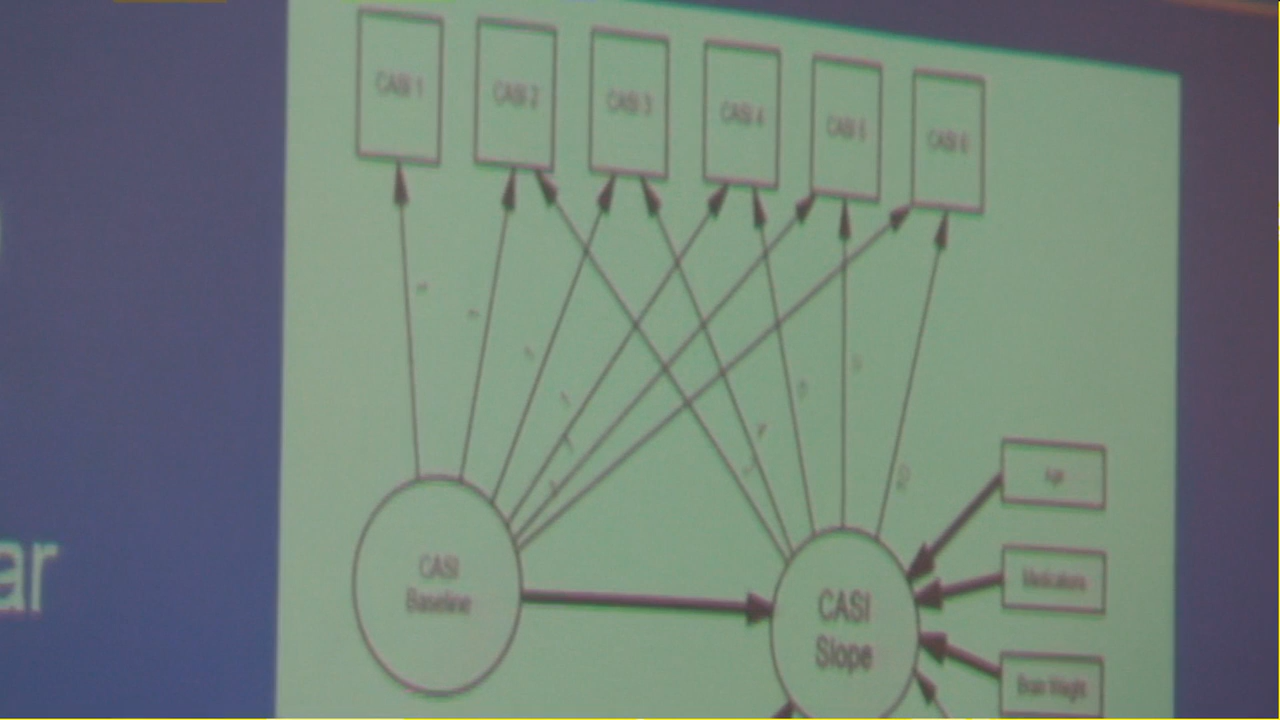 CASI 1
CASI 2
CASI 3
CASI 4
CASI 5
CASI 6
CASI
Baseline
CASI
Slope
Age
Medications
Brain Weight
ar